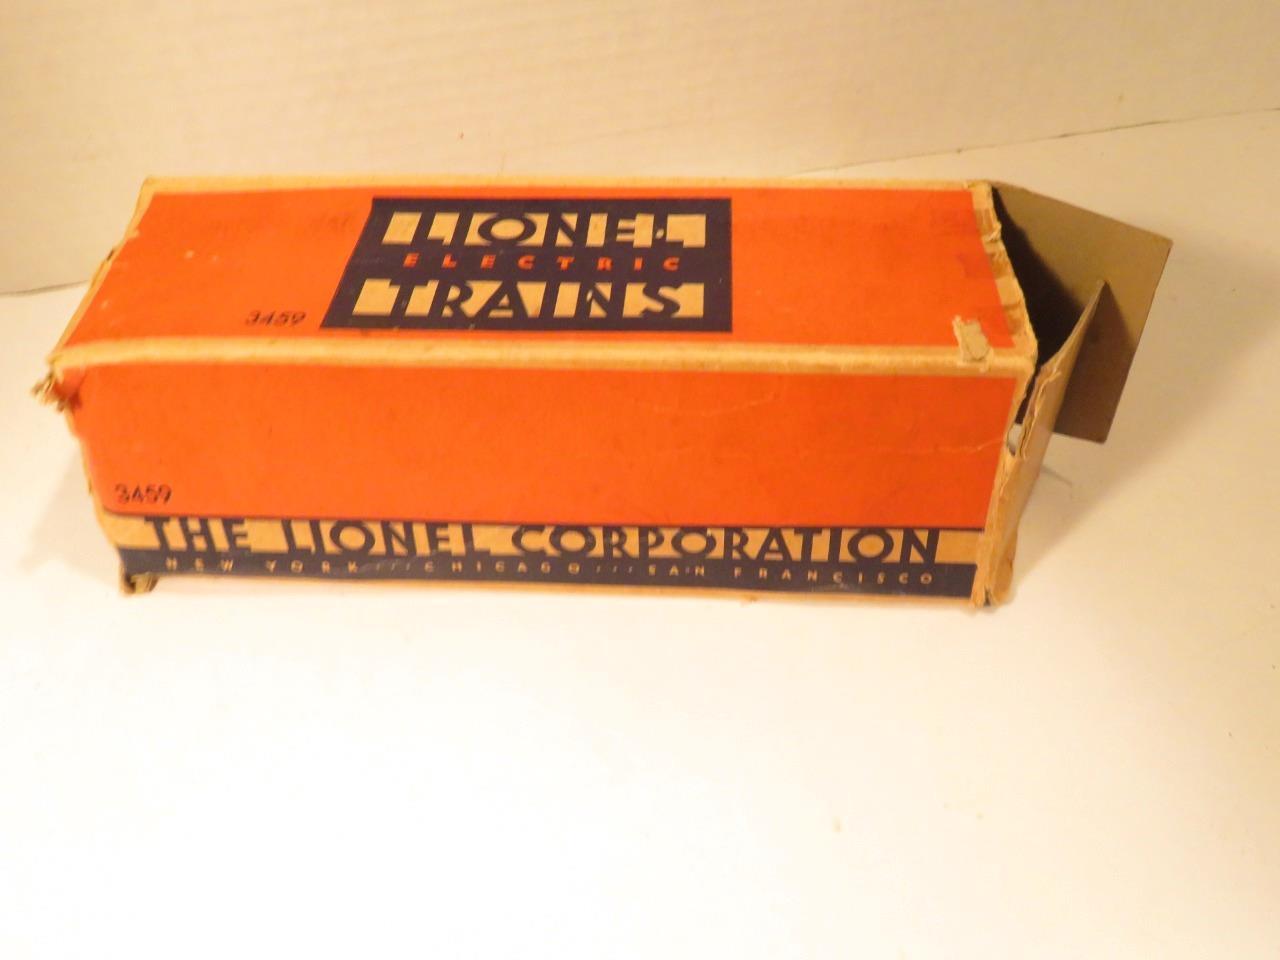 LIONEL
ELECTRIC
TRAINS
3459
3459
THE LIONEL CORPORATION
NEW YORK ∕∕∕ CHICAGO ∕∕∕ SAN FRANCISCO